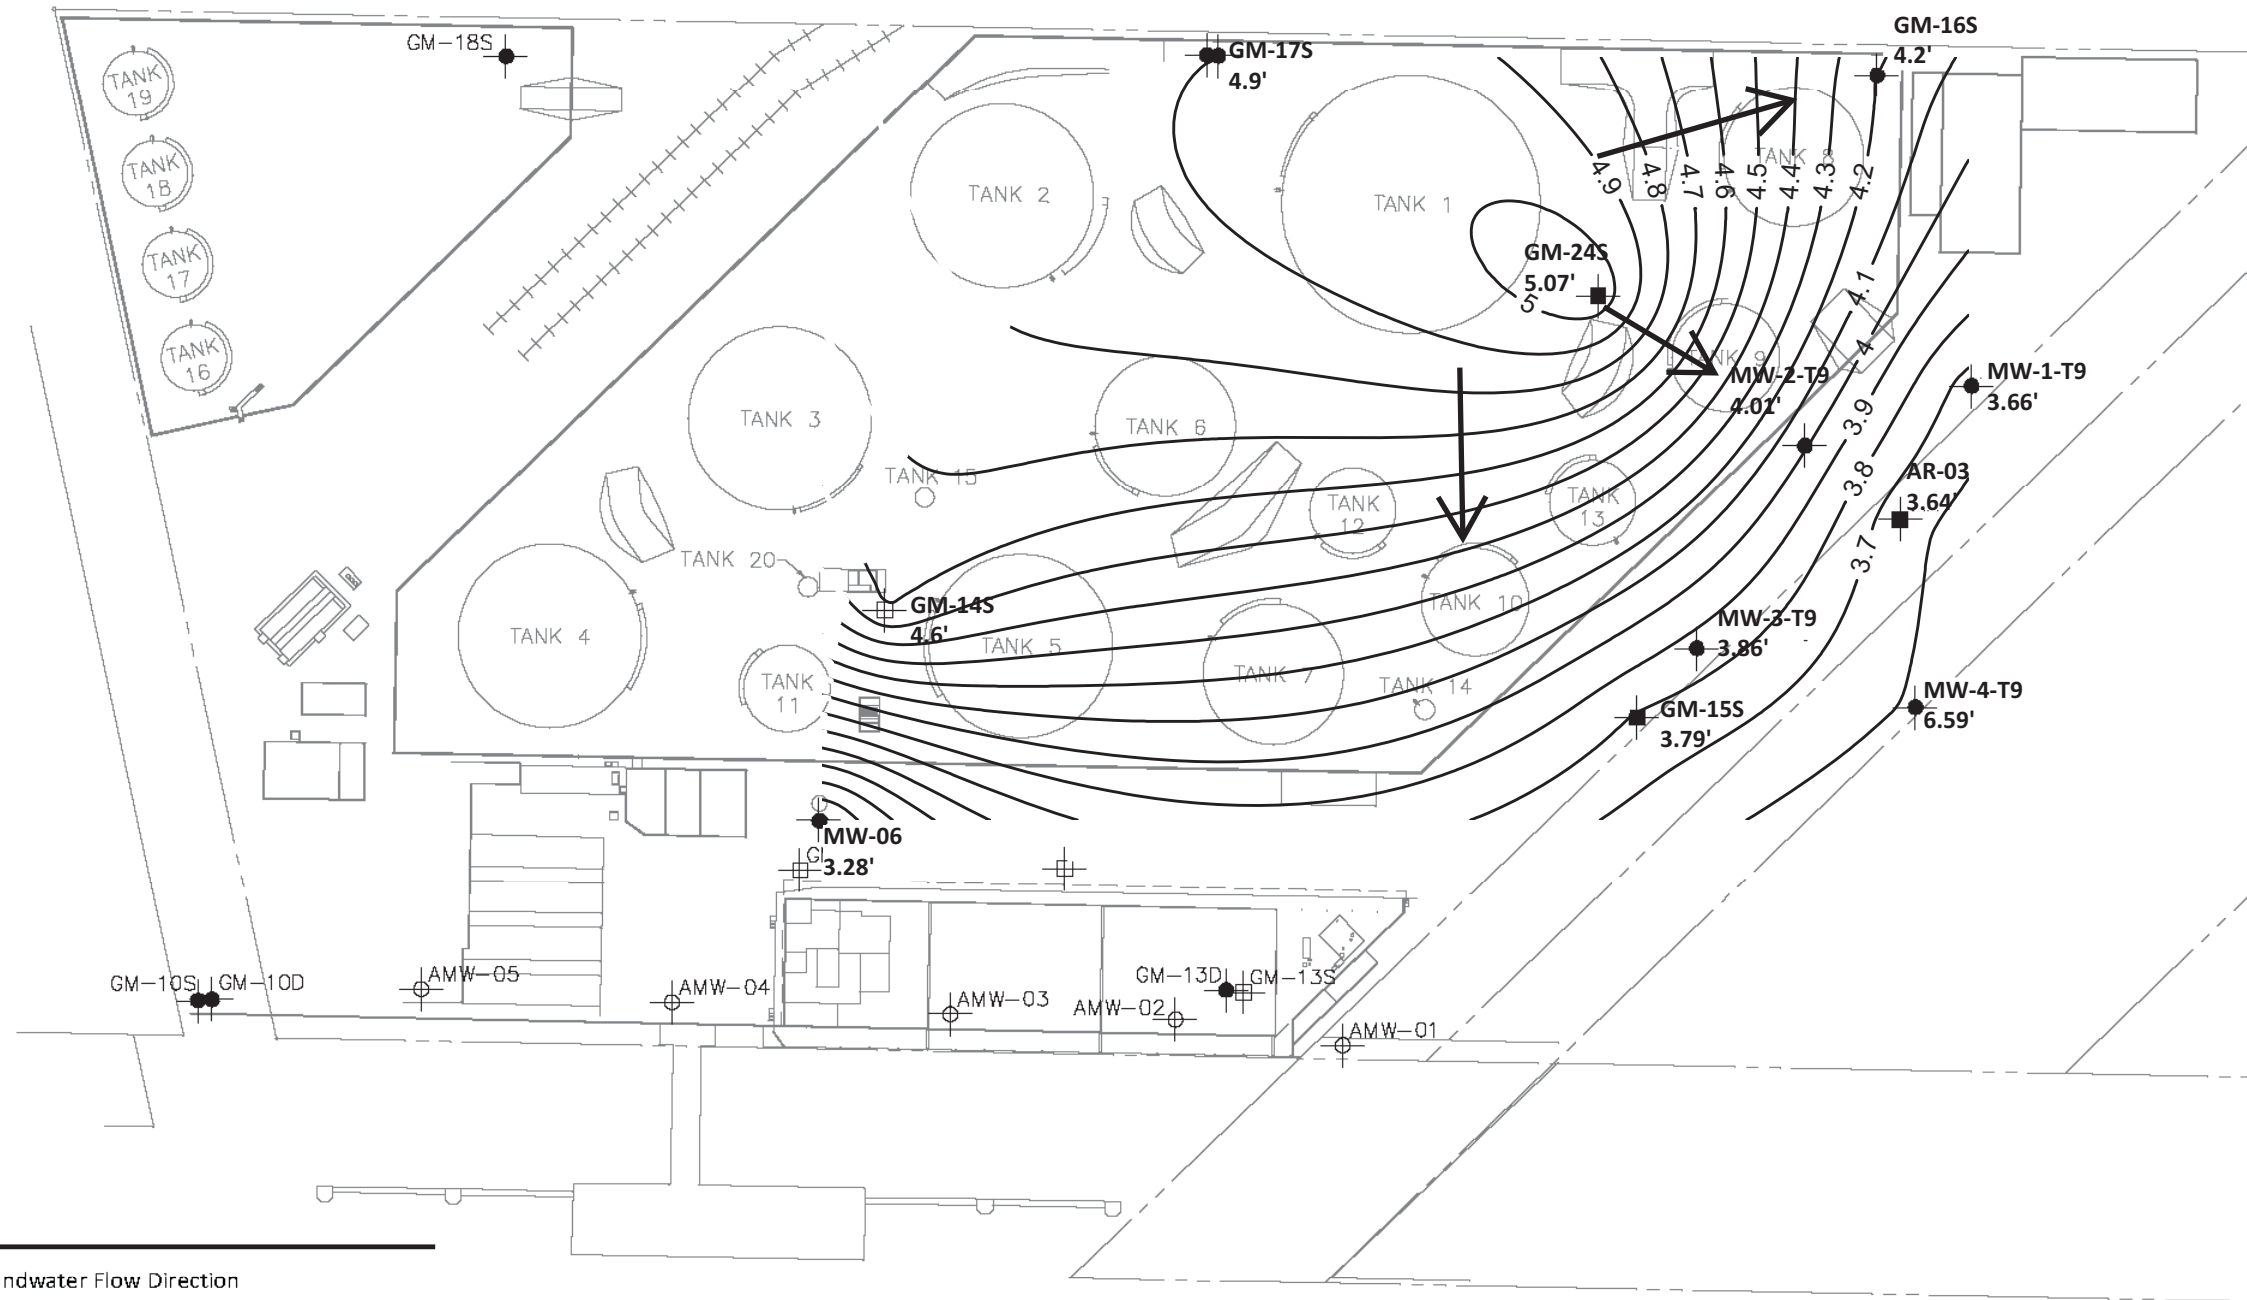 GM-18S
GM-17S
4.9'
GM-16S
4.2'
TANK
19
TANK
18
TANK
17
TANK
16
TANK 2
TANK 1
TANK 8
4.9
4.8
4.7
4.6
4.5
4.4
4.3
4.2
GM-24S
5.07'
5
4.1
4
3.9
3.8
3.7
TANK 9
MW-2-T9
4.01'
MW-1-T9
3.66'
AR-03
3.64'
TANK 3
TANK 6
TANK 15
TANK
12
TANK
13
TANK 20
GM-14S
4.6'
TANK 4
TANK 5
TANK 10
TANK
11
TANK 7
TANK 14
MW-3-T9
3.86'
GM-15S
3.79'
MW-4-T9
6.59'
MW-06
3.28'
G
GM-10S
GM-10D
AMW-05
AMW-04
AMW-03
AMW-02
GM-13D
GM-13S
AMW-01
ndwater Flow Direction